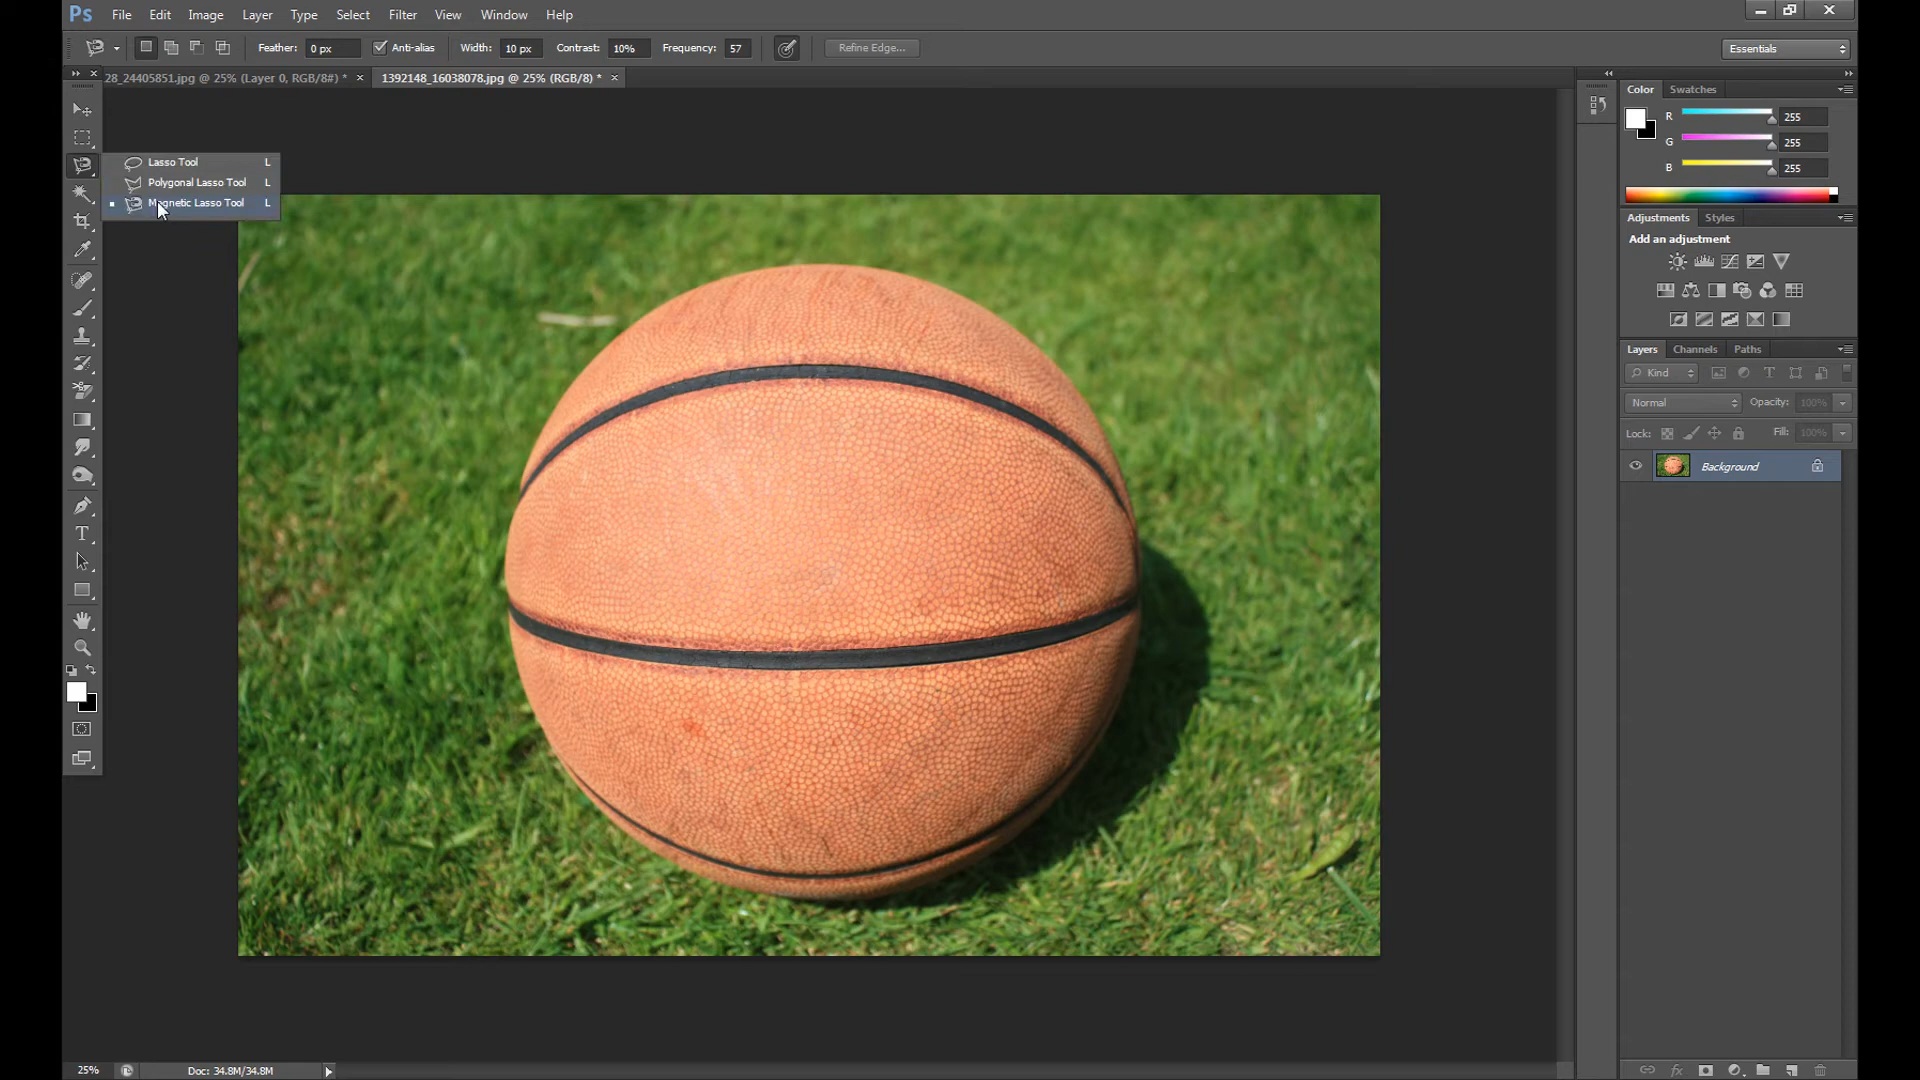 Ps File Edit Image Layer Type Select Filter View Window Help
Feather: 0 px Anti-alias Width: 10 px Contrast: 10% Frequency: 57 Refine Edge... Essentials
28_24405851.jpg @ 25% (Layer 0, RGB/8#) * × 1392148_16038078.jpg @ 25% (RGB/8) * ×
Lasso Tool L
Polygonal Lasso Tool L
Magnetic Lasso Tool L
Color Swatches
R 255
G 255
B 255
Adjustments Styles
Add an adjustment
Layers Channels Paths
Kind
Normal Opacity: 100%
Lock: Fill: 100%
Background
25% Doc: 34.8M/34.8M